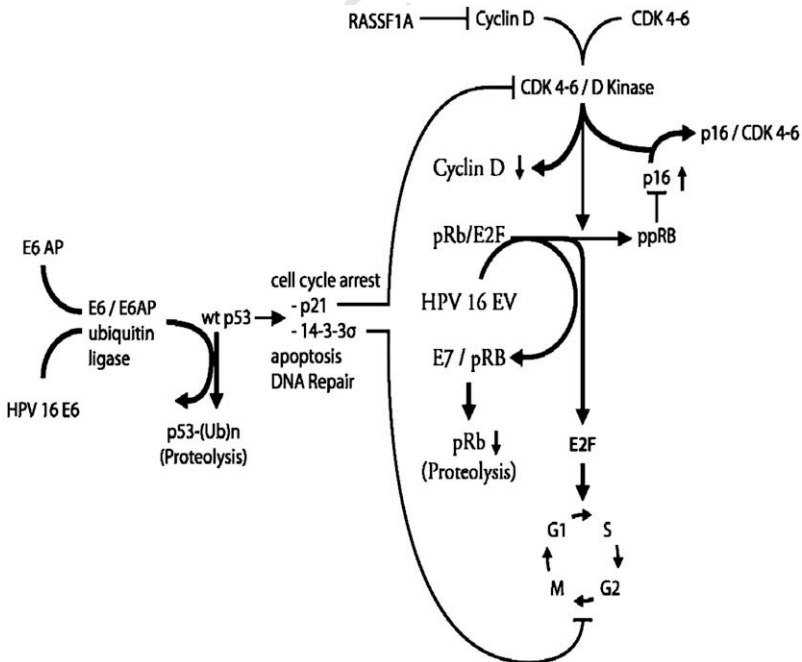 RASSF1A
Cyclin D
CDK 4-6
CDK 4-6 / D Kinase
p16 / CDK 4-6
Cyclin D
p16
pRb/E2F
ppRB
E6 AP
cell cycle arrest
- p21
- 14-3-3σ
apoptosis
DNA Repair
HPV 16 EV
E6 / E6AP
ubiquitin
ligase
wt p53
E7 / pRB
HPV 16 E6
p53-(Ub)n
(Proteolysis)
pRb
(Proteolysis)
E2F
G1
S
M
G2